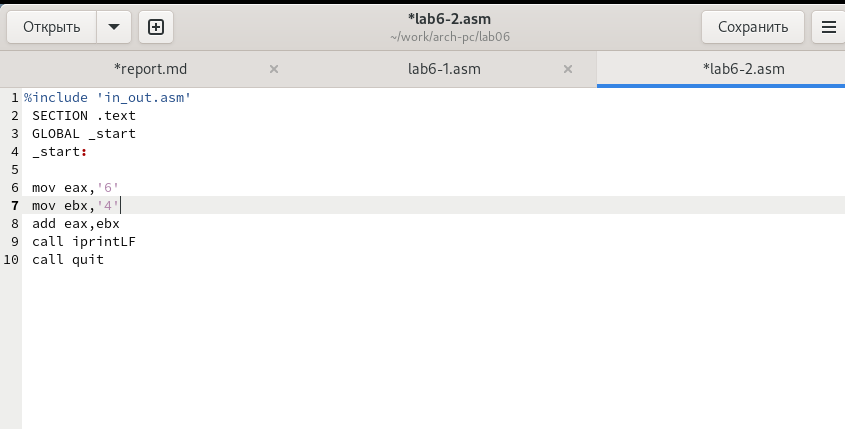 *lab6-2.asm
Открыть
~/work/arch-pc/lab06
Сохранить
*report.md
lab6-1.asm
*lab6-2.asm
1 %include 'in_out.asm'
2 SECTION .text
3 GLOBAL _start
4 _start:
5
6 mov eax,'6'
7 mov ebx,'4'
8 add eax,ebx
9 call iprintLF
10 call quit